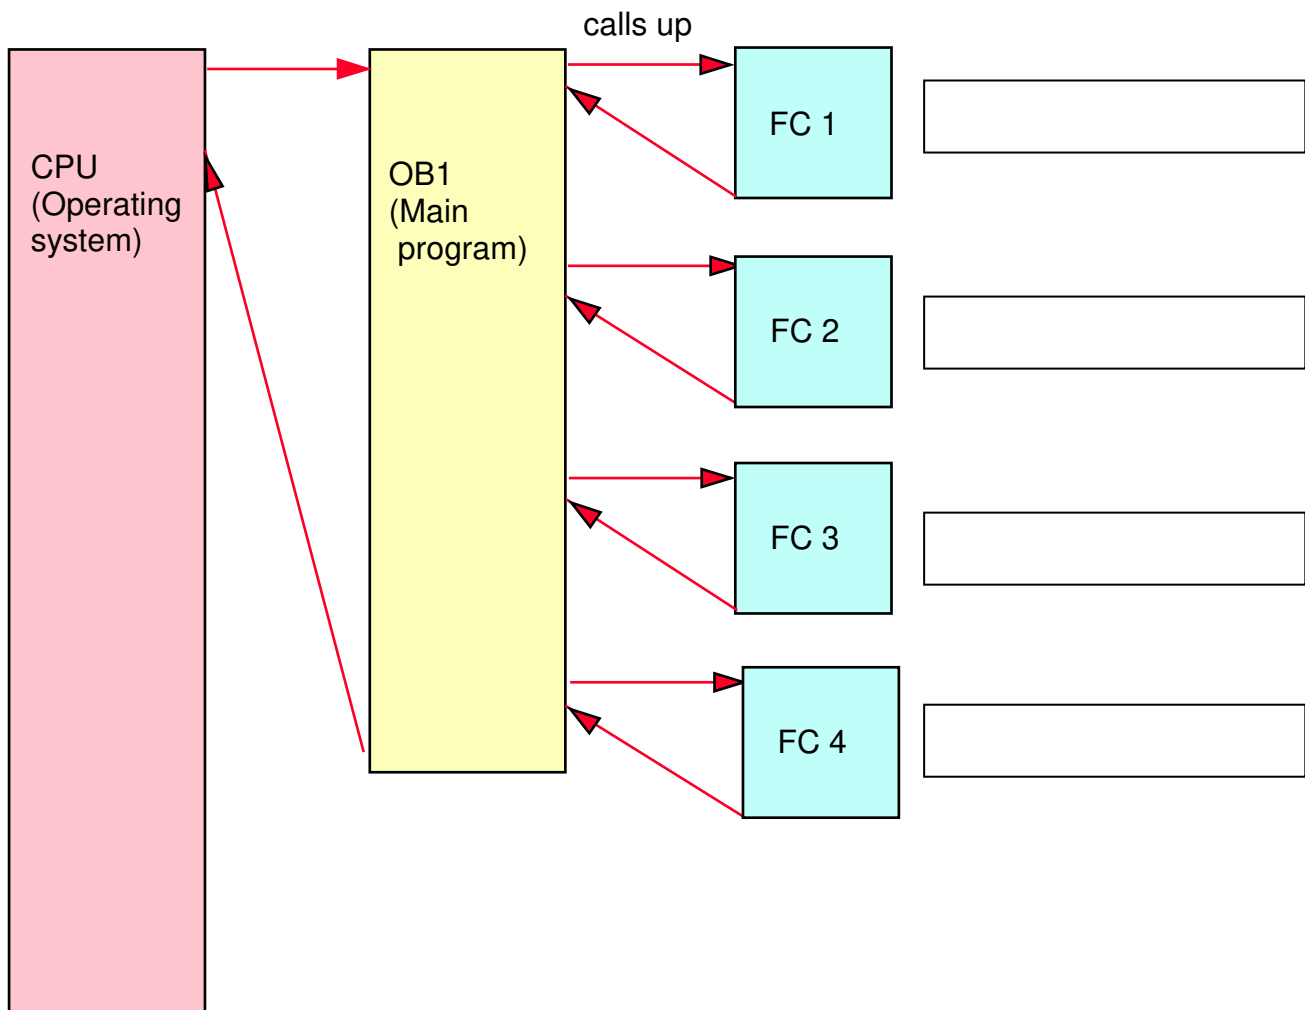 calls up
CPU
(Operating
system)
OB1
(Main
program)
FC 1
FC 2
FC 3
FC 4